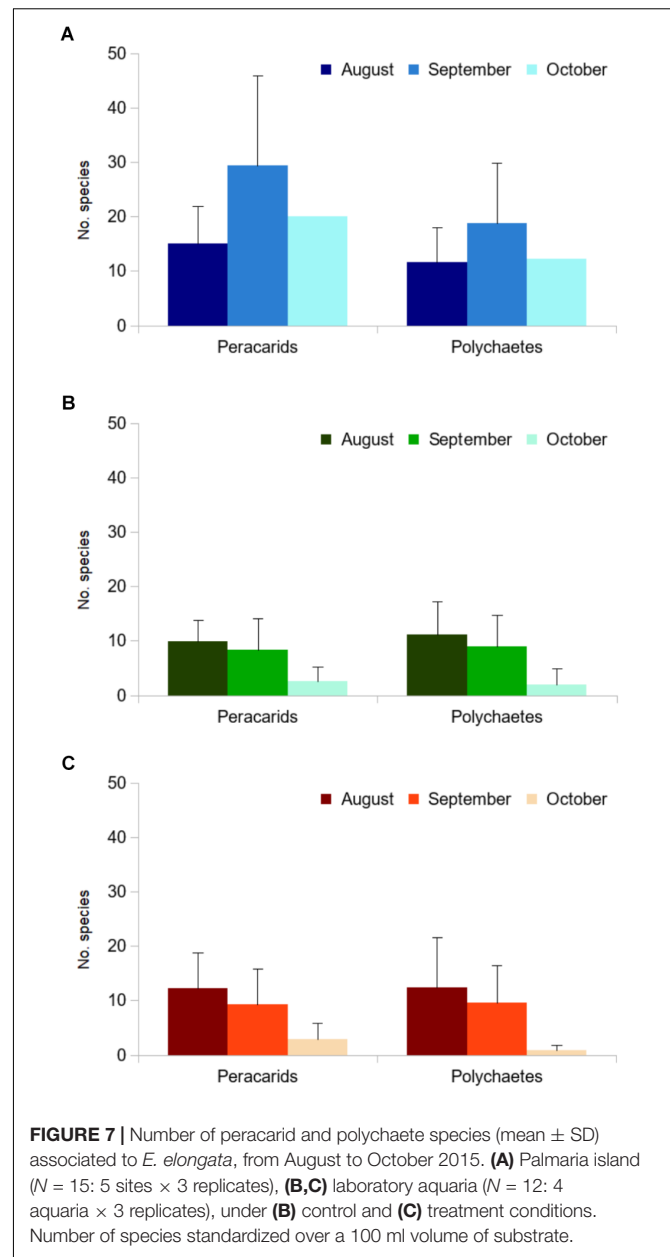 A
50
40
30
20
10
0
No. species
August September October
Peracarids Polychaetes
B
50
40
30
20
10
0
No. species
August September October
Peracarids Polychaetes
C
50
40
30
20
10
0
No. species
August September October
Peracarids Polychaetes
FIGURE 7 | Number of peracarid and polychaete species (mean ± SD)
associated to E. elongata, from August to October 2015. (A) Palmaria island
(N = 15: 5 sites × 3 replicates), (B,C) laboratory aquaria (N = 12: 4
aquaria × 3 replicates), under (B) control and (C) treatment conditions.
Number of species standardized over a 100 ml volume of substrate.